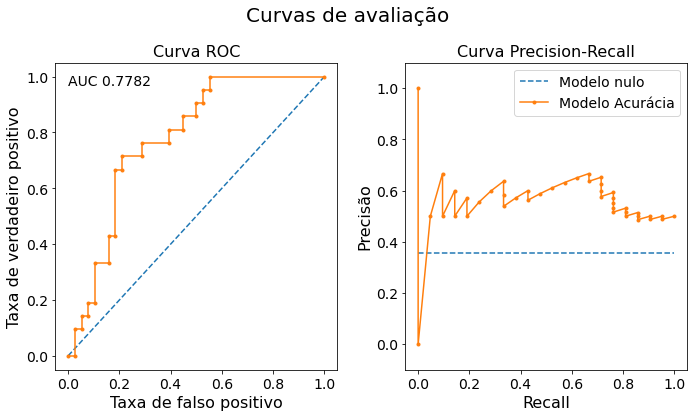 Curvas de avaliação
Curva ROC
AUC 0.7782
1.0
0.8
0.6
0.4
0.2
0.0
Taxa de verdadeiro positivo
0.0 0.2 0.4 0.6 0.8 1.0
Taxa de falso positivo
Curva Precision-Recall
Modelo nulo
Modelo Acurácia
1.0
0.8
0.6
0.4
0.2
0.0
Precisão
0.0 0.2 0.4 0.6 0.8 1.0
Recall